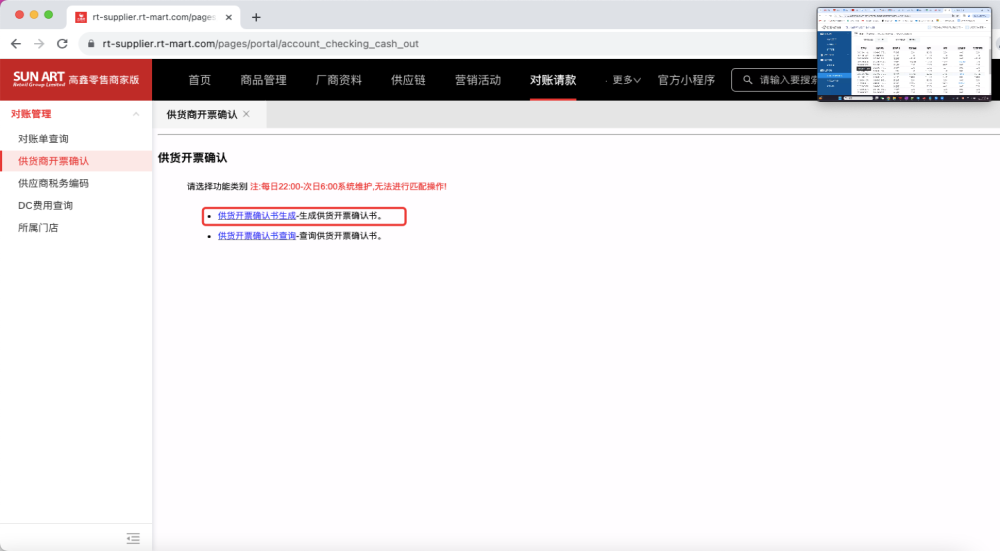 rt-supplier.rt-mart.com/pages
rt-supplier.rt-mart.com/pages/portal/account_checking_cash_out
SUN ART
Retail Group Limited
高鑫零售商家版
首页 商品管理 厂商资料 供应链 营销活动 对账请款 · 更多 官方小程序 请输入要搜索
对账管理
对账单查询
供货商开票确认
供应商税务编码
DC费用查询
所属门店
供货商开票确认
供货开票确认
请选择功能类别 注:每日22:00-次日6:00系统维护,无法进行匹配操作!
供货开票确认书生成-生成供货开票确认书。
供货开票确认书查询-查询供货开票确认书。